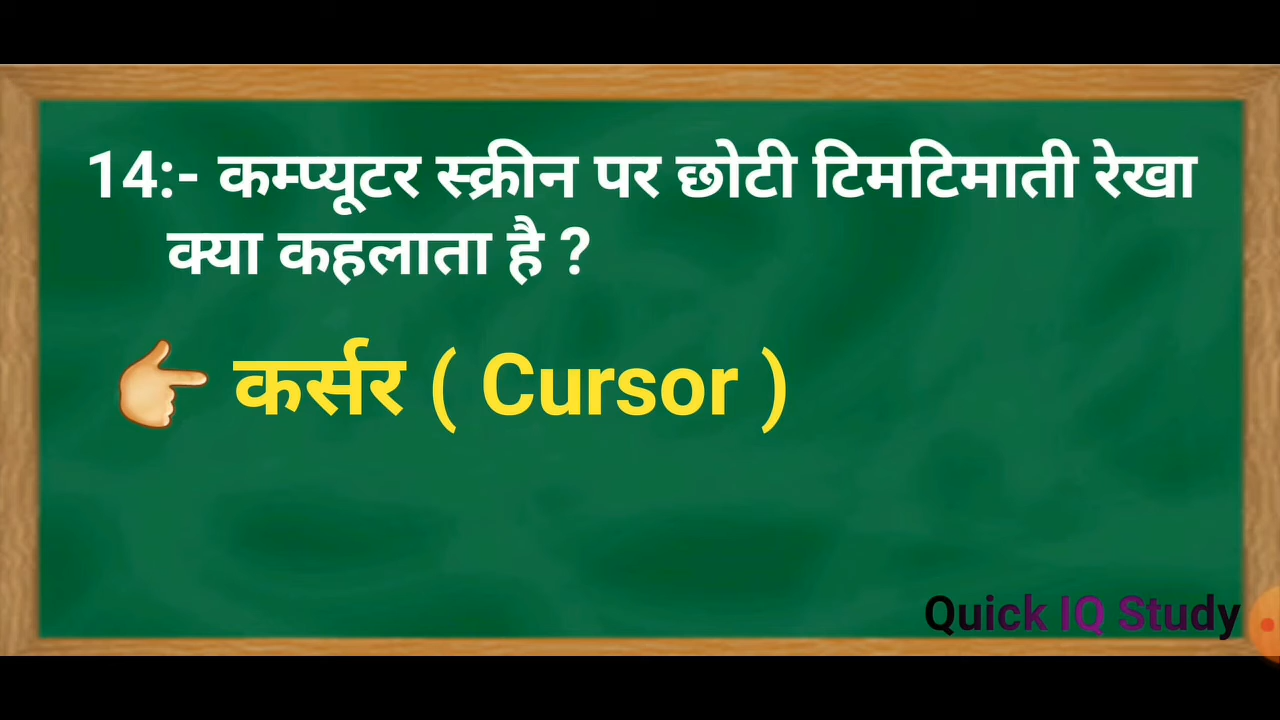 14:- कम्प्यूटर स्क्रीन पर छोटी टिमटिमाती रेखा
क्या कहलाता है ?
👉 कर्सर ( Cursor )
Quick IQ Study